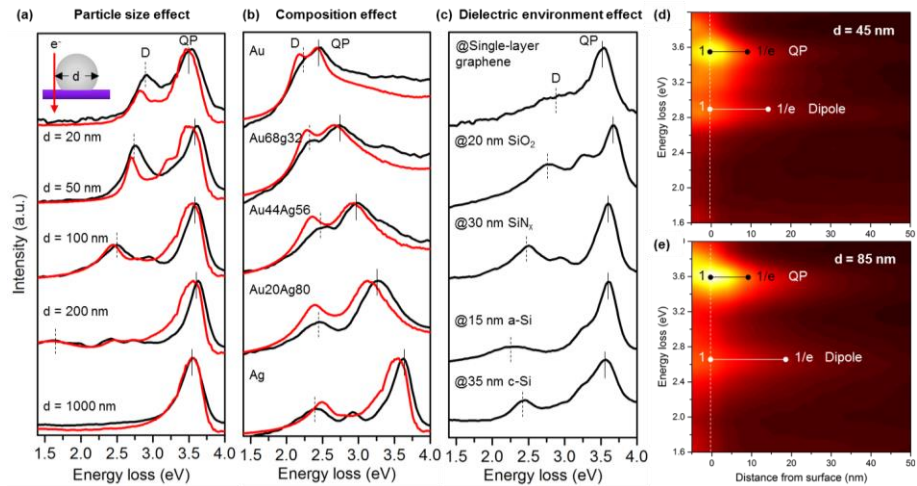 (a) Particle size effect
e⁻
d
D
QP
d = 20 nm
d = 50 nm
d = 100 nm
d = 200 nm
d = 1000 nm
Intensity (a.u.)
1.5 2.0 2.5 3.0 3.5 4.0
Energy loss (eV)
(b) Composition effect
Au
D
QP
Au68g32
Au44Ag56
Au20Ag80
Ag
1.5 2.0 2.5 3.0 3.5 4.0
Energy loss (eV)
(c) Dielectric environment effect
@Single-layer
graphene
QP
D
@20 nm SiO₂
@30 nm SiNₓ
@15 nm a-Si
@35 nm c-Si
1.5 2.0 2.5 3.0 3.5 4.0
Energy loss (eV)
(d)
d = 45 nm
1 1/e QP
1 1/e Dipole
Energy loss (eV)
3.6
3.2
2.8
2.4
2.0
1.6
-5 0 10 20 30 40 50
(e)
d = 85 nm
1 1/e QP
1 1/e Dipole
Energy loss (eV)
3.6
3.2
2.8
2.4
2.0
1.6
-5 0 10 20 30 40 50
Distance from surface (nm)